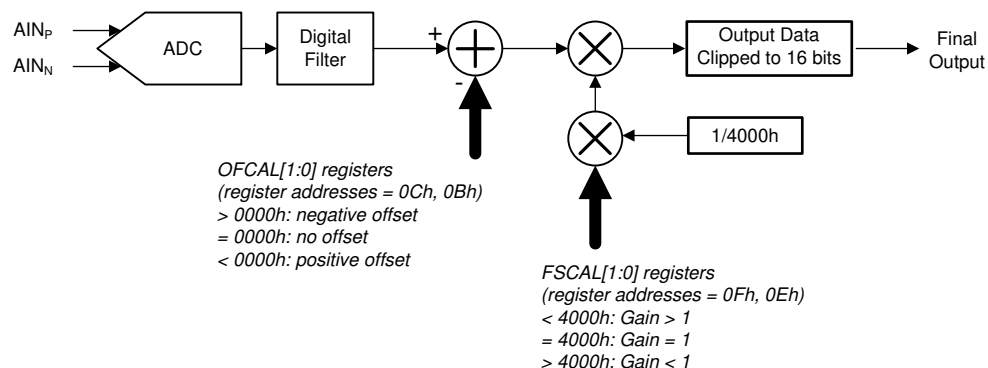 AINP
AINN
ADC
Digital
Filter
+
-
Output Data
Clipped to 16 bits
Final
Output
1/4000h
OFCAL[1:0] registers
(register addresses = 0Ch, 0Bh)
> 0000h: negative offset
= 0000h: no offset
< 0000h: positive offset
FSCAL[1:0] registers
(register addresses = 0Fh, 0Eh)
< 4000h: Gain > 1
= 4000h: Gain = 1
> 4000h: Gain < 1